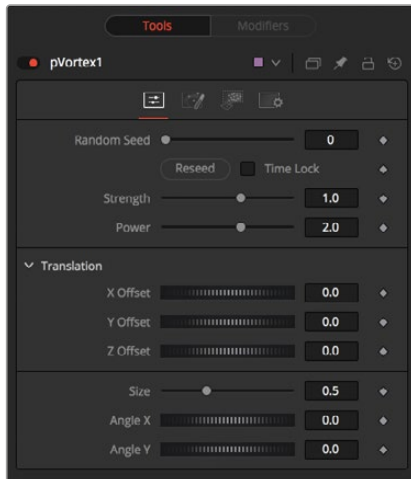 Tools Modifiers
pVortex1
Random Seed 0
Reseed Time Lock
Strength 1.0
Power 2.0
Translation
X Offset 0.0
Y Offset 0.0
Z Offset 0.0
Size 0.5
Angle X 0.0
Angle Y 0.0